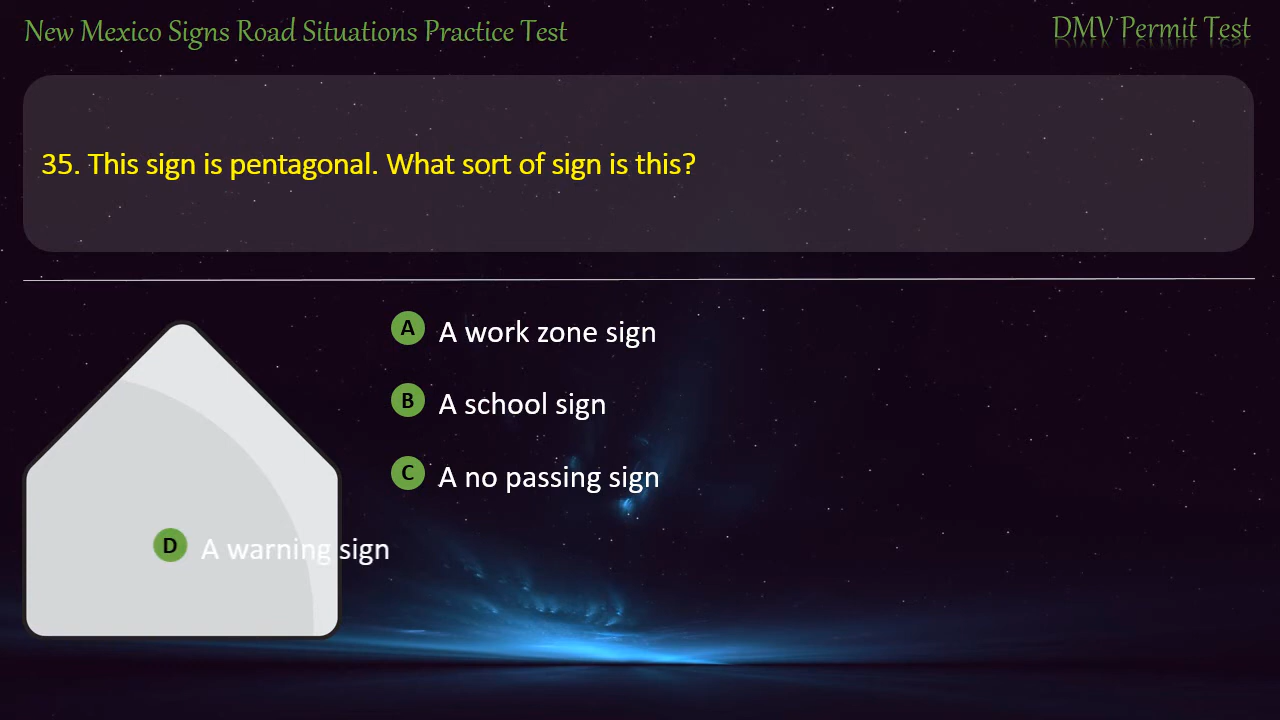 New Mexico Signs Road Situations Practice Test
DMV Permit Test
35. This sign is pentagonal. What sort of sign is this?
A A work zone sign
B A school sign
C A no passing sign
D A warning sign